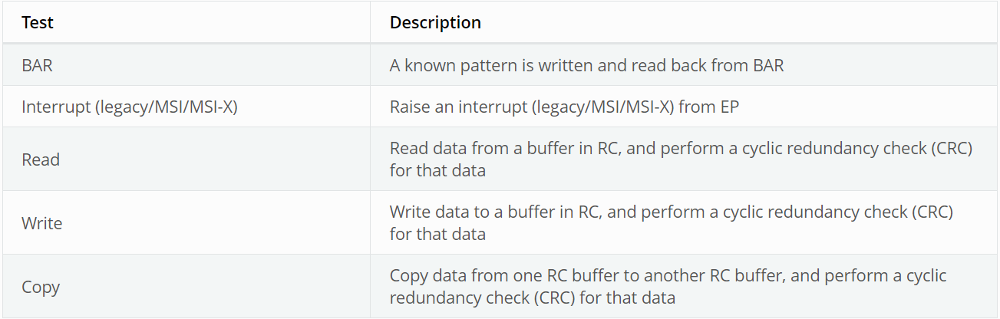 Test Description
BAR A known pattern is written and read back from BAR
Interrupt (legacy/MSI/MSI-X) Raise an interrupt (legacy/MSI/MSI-X) from EP
Read Read data from a buffer in RC, and perform a cyclic redundancy check (CRC)
for that data
Write Write data to a buffer in RC, and perform a cyclic redundancy check (CRC)
for that data
Copy Copy data from one RC buffer to another RC buffer, and perform a cyclic
redundancy check (CRC) for that data